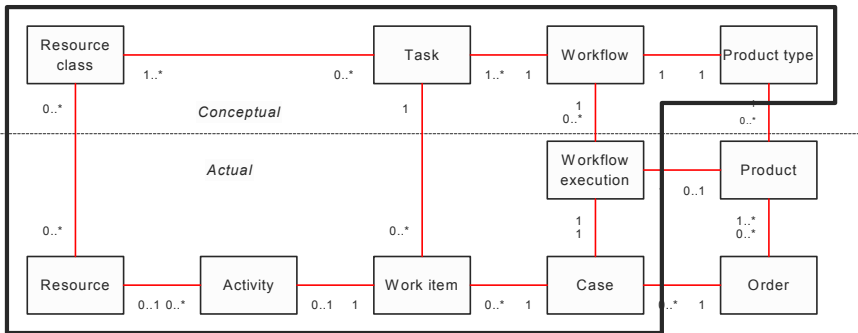 Resource
class
Task
Workflow
Product type
1..*
0..*
1..*
1
1
1
0..*
Conceptual
1
1
0..*
0..*
Actual
Workflow
execution
Product
0..1
0..*
0..*
1
1
1..*
0..*
Resource
Activity
Work item
Case
Order
0..1
0..*
0..1
1
0..*
1
0..*
1